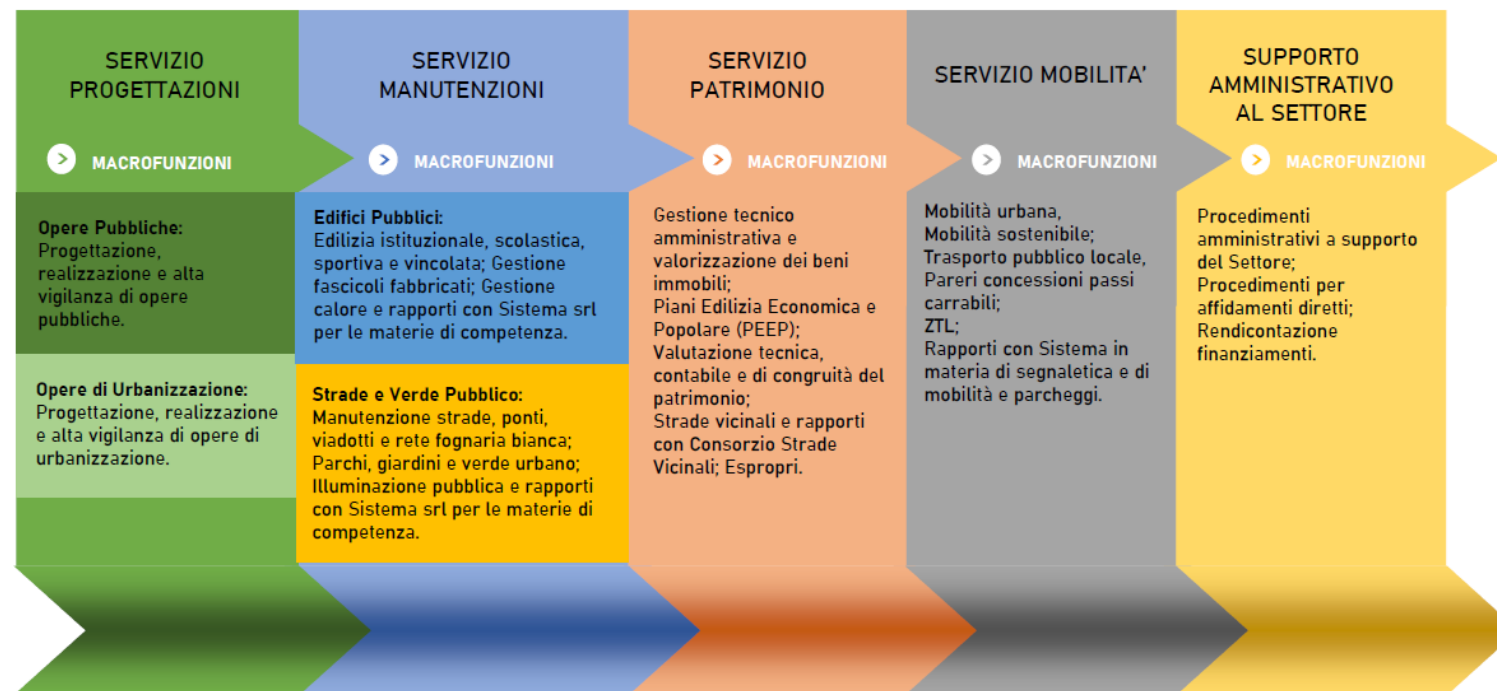 SERVIZIO
PROGETTAZIONI
MACROFUNZIONI
Opere Pubbliche:
Progettazione,
realizzazione e alta
vigilanza di opere
pubbliche.
Opere di Urbanizzazione:
Progettazione, realizzazione
e alta vigilanza di opere di
urbanizzazione.
SERVIZIO
MANUTENZIONI
MACROFUNZIONI
Edifici Pubblici:
Edilizia istituzionale, scolastica,
sportiva e vincolata; Gestione
fascicoli fabbricati; Gestione
calore e rapporti con Sistema srl
per le materie di competenza.
Strade e Verde Pubblico:
Manutenzione strade, ponti,
viadotti e rete fognaria bianca;
Parchi, giardini e verde urbano;
Illuminazione pubblica e rapporti
con Sistema srl per le materie di
competenza.
SERVIZIO
PATRIMONIO
MACROFUNZIONI
Gestione tecnico
amministrativa e
valorizzazione dei beni
immobili;
Piani Edilizia Economica e
Popolare (PEEP);
Valutazione tecnica,
contabile e di congruità del
patrimonio;
Strade vicinali e rapporti
con Consorzio Strade
Vicinali; Espropri.
SERVIZIO MOBILITA'
MACROFUNZIONI
Mobilità urbana,
Mobilità sostenibile;
Trasporto pubblico locale,
Pareri concessioni passi
carrabili;
ZTL;
Rapporti con Sistema in
materia di segnaletica e di
mobilità e parcheggi.
SUPPORTO
AMMINISTRATIVO
AL SETTORE
MACROFUNZIONI
Procedimenti
amministrativi a supporto
del Settore;
Procedimenti per
affidamenti diretti;
Rendicontazione
finanziamenti.